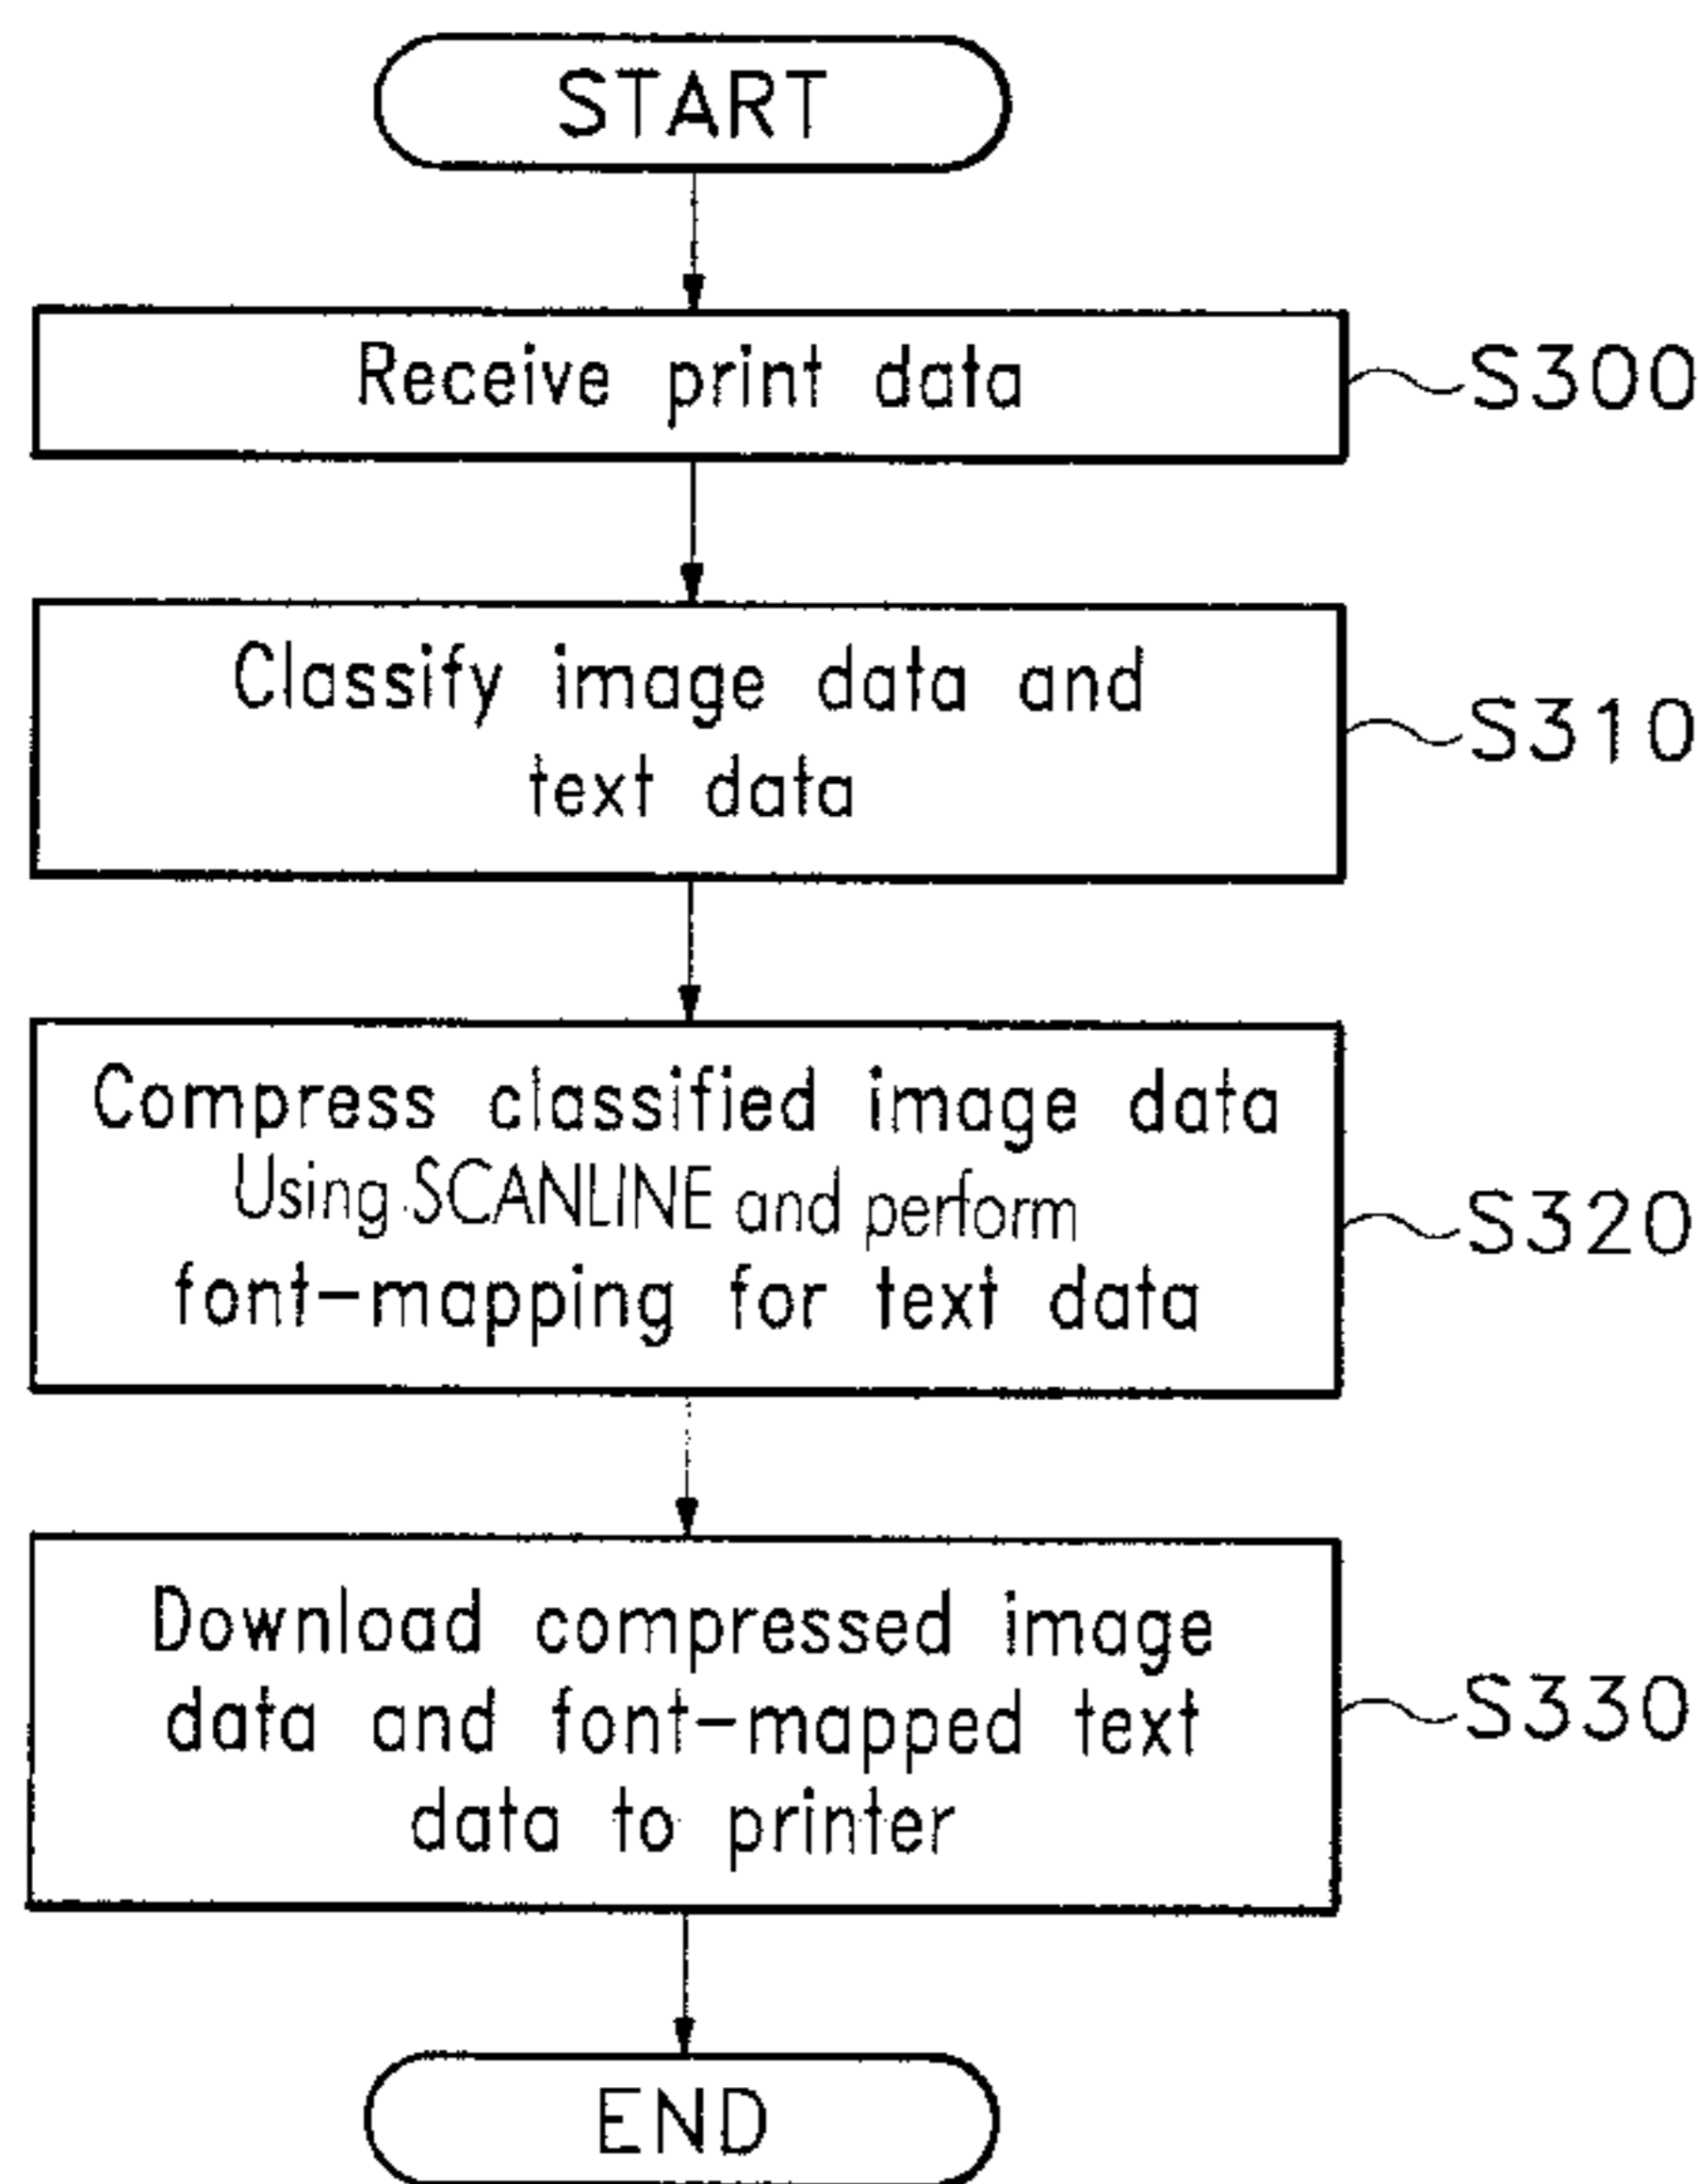 START
Receive print data
S300
Classify image data and
text data
S310
Compress classified image data
Using SCANLINE and perform
font-mapping for text data
S320
Download compressed image
data and font-mapped text
data to printer
S330
END